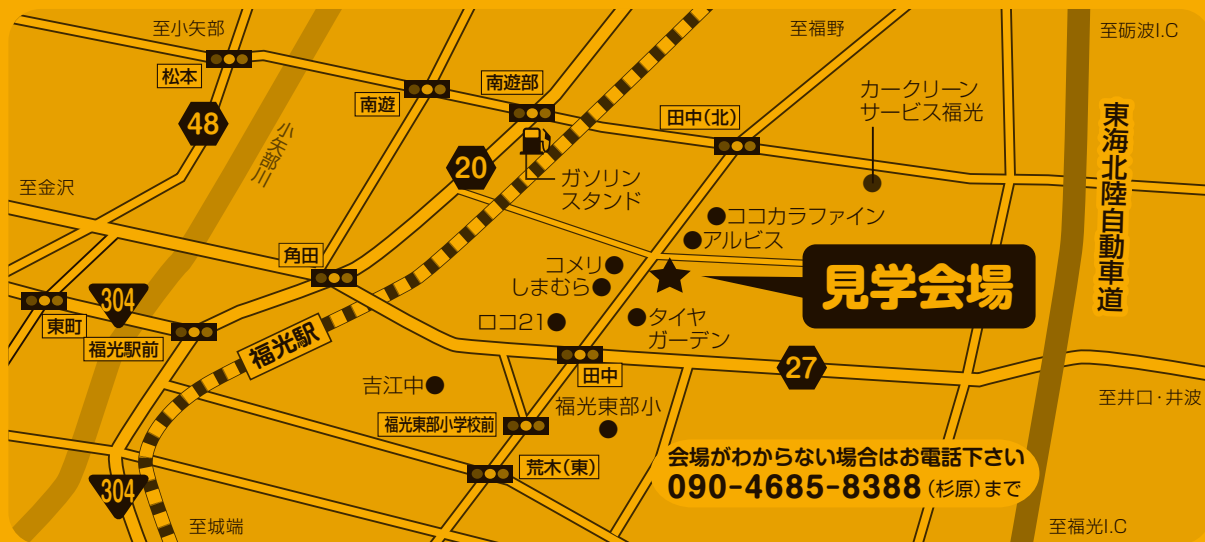 至小矢部
至福野
至砺波I.C
松本
南遊
南遊部
田中(北)
カークリーン
サービス福光
48
小矢部川
20
ガソリン
スタンド
東海北陸自動車道
至金沢
ココカラファイン
アルビス
角田
コメリ
しまむら
見学会場
304
東町
福光駅前
福光駅
ロコ21
タイヤ
ガーデン
田中
27
吉江中
福光東部小
至井口・井波
福光東部小学校前
荒木(東)
会場がわからない場合はお電話下さい
090-4685-8388(杉原)まで
304
至城端
至福光I.C